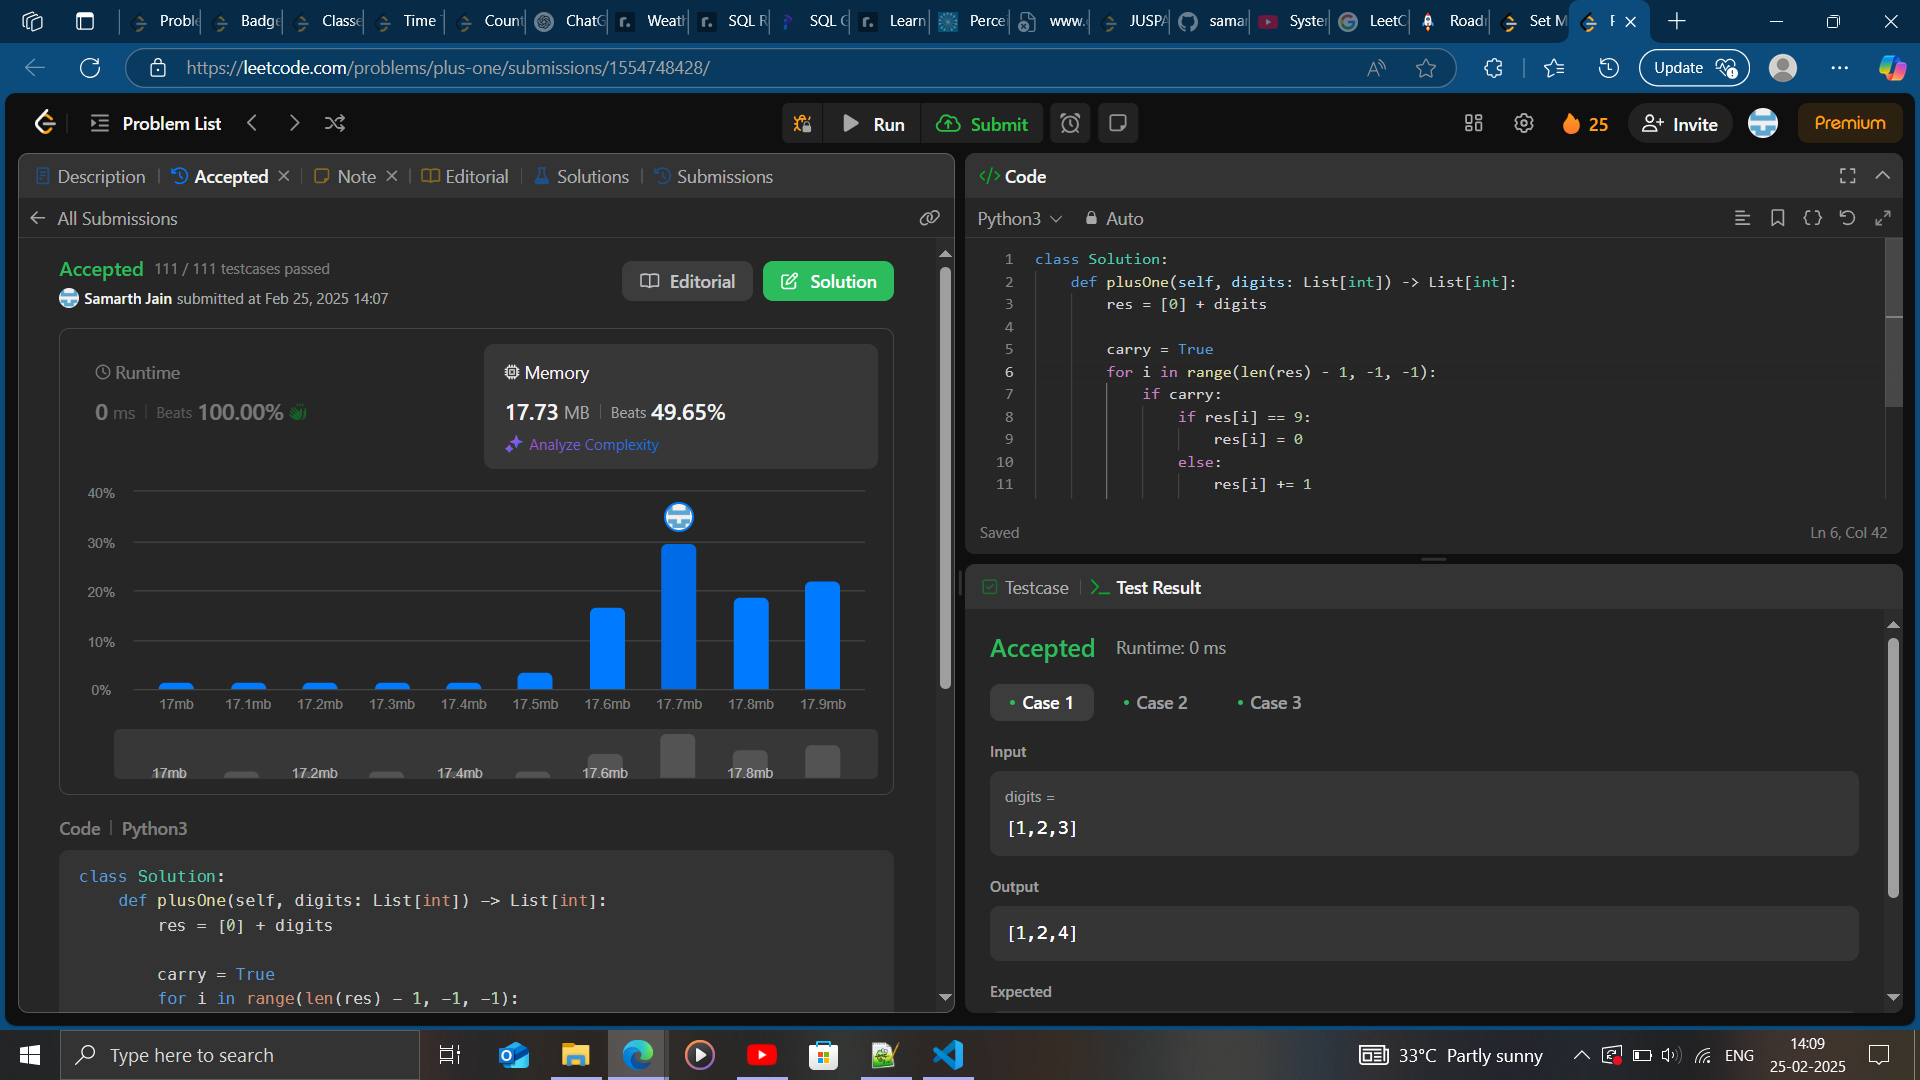 Proble
Badge
Classe
Time T
Count
ChatG
Weath
SQL R
SQL G
Learn
Perce
www.
JUSPA
samar
Syster
LeetC
Road
Set M
https://leetcode.com/problems/plus-one/submissions/1554748428/
Update
Problem List
Run
Submit
25
Invite
Premium
Description
Accepted
Note
Editorial
Solutions
Submissions
All Submissions
Accepted 111 / 111 testcases passed
Samarth Jain submitted at Feb 25, 2025 14:07
Editorial
Solution
Runtime
0 ms Beats 100.00%
Memory
17.73 MB Beats 49.65%
Analyze Complexity
40%
30%
20%
10%
0%
17mb 17.1mb 17.2mb 17.3mb 17.4mb 17.5mb 17.6mb 17.7mb 17.8mb 17.9mb
17mb 17.2mb 17.4mb 17.6mb 17.8mb
Code Python3
class Solution:
def plusOne(self, digits: List[int]) -> List[int]:
res = [0] + digits
carry = True
for i in range(len(res) - 1, -1, -1):
</> Code
Python3 Auto
1 class Solution:
2 def plusOne(self, digits: List[int]) -> List[int]:
3 res = [0] + digits
4
5 carry = True
6 for i in range(len(res) - 1, -1, -1):
7 if carry:
8 if res[i] == 9:
9 res[i] = 0
10 else:
11 res[i] += 1
Saved
Ln 6, Col 42
Testcase
Test Result
Accepted Runtime: 0 ms
Case 1 Case 2 Case 3
Input
digits =
[1,2,3]
Output
[1,2,4]
Expected
Type here to search
33°C Partly sunny
ENG
14:09
25-02-2025